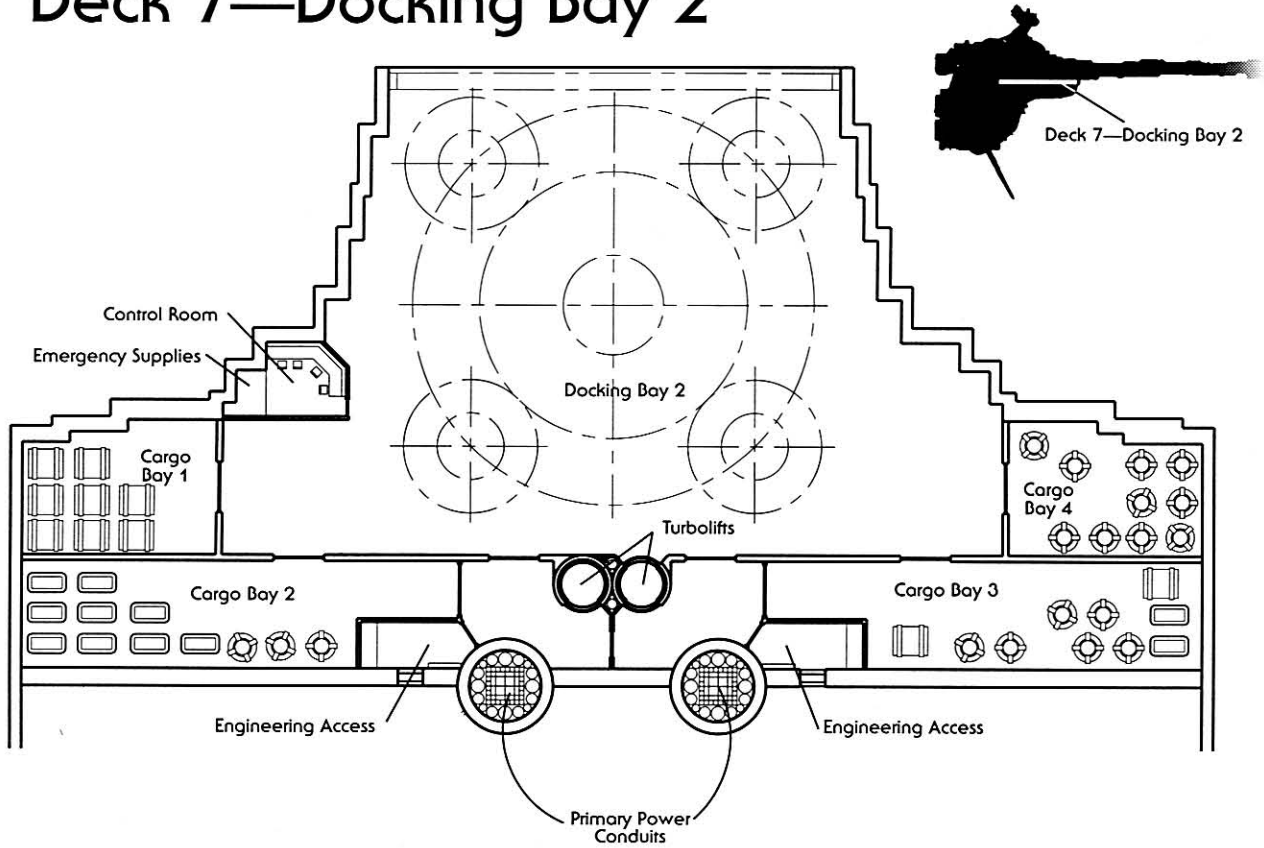 Deck 7—Docking Bay 2
Deck 7—Docking Bay 2
Control Room
Emergency Supplies
Docking Bay 2
Cargo
Bay 1
Cargo
Bay 4
Turbolifts
Cargo Bay 2
Cargo Bay 3
Engineering Access
Engineering Access
Primary Power
Conduits